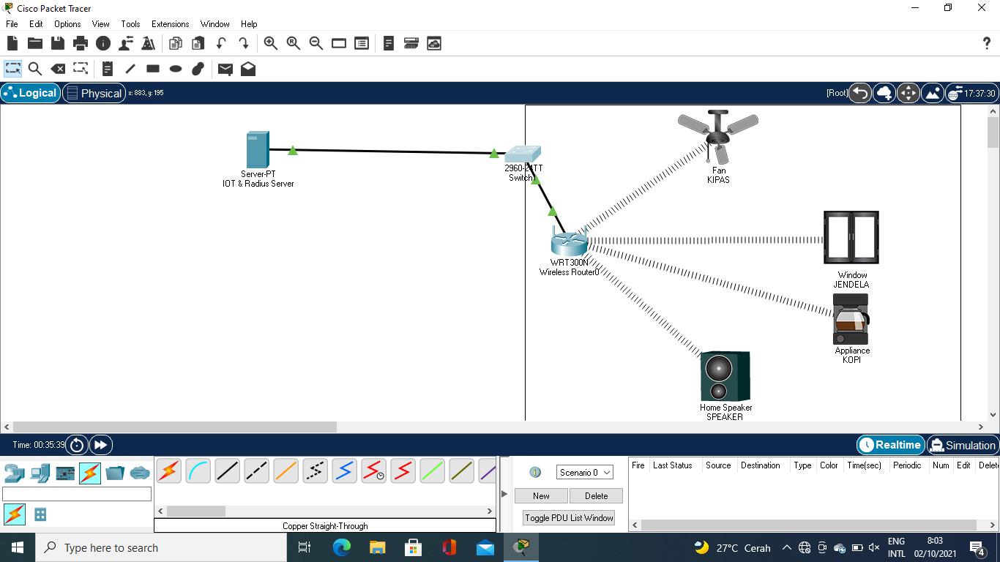 Cisco Packet Tracer
File Edit Options View Tools Extensions Window Help
Logical Physical x: 883, y: 195 [Root] 17:37:30
Server-PT
IOT & Radius Server
2960-24TT
Switch1
Fan
KIPAS
WRT300N
Wireless Router0
Window
JENDELA
Appliance
KOPI
Home Speaker
SPEAKER
Time: 00:35:39 Realtime Simulation
Scenario 0
New Delete
Toggle PDU List Window
Fire Last Status Source Destination Type Color Time(sec) Periodic Num Edit Delet
Copper Straight-Through
Type here to search
27°C Cerah
ENG
INTL
8:03
02/10/2021
4